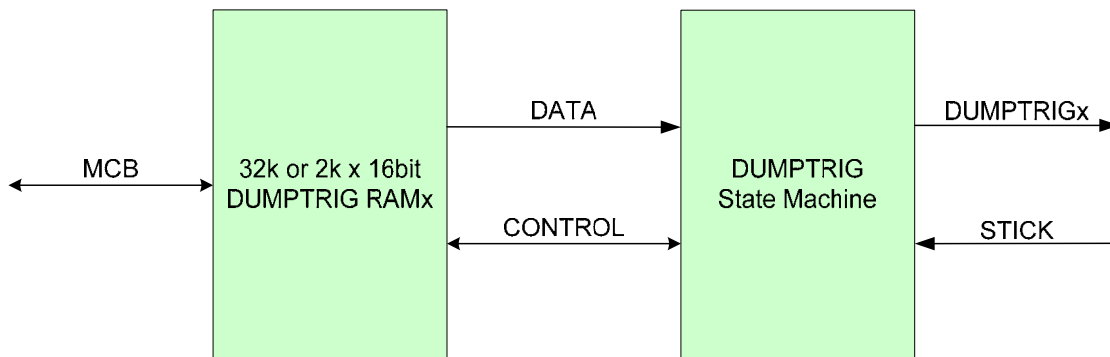 MCB
32k or 2k x 16bit
DUMPTRIG RAMx
DATA
CONTROL
DUMPTRIG
State Machine
DUMPTRIGx
STICK